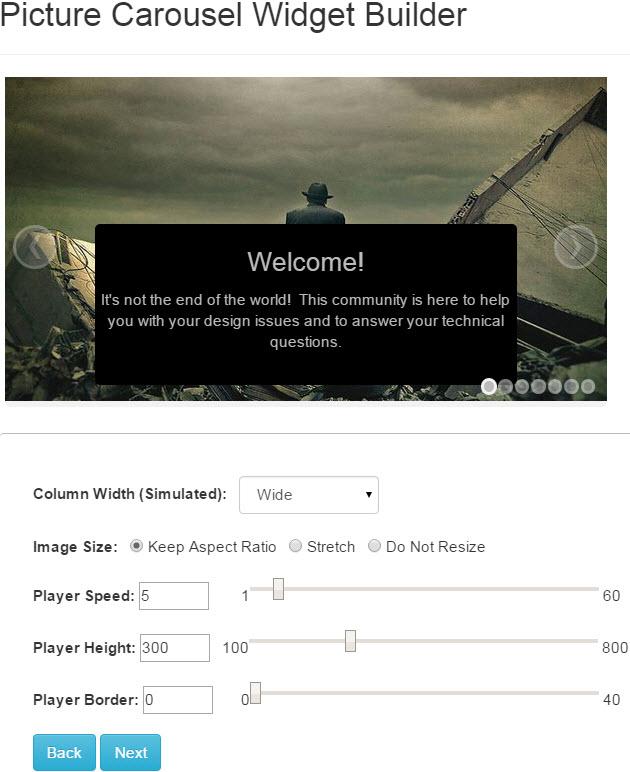 Picture Carousel Widget Builder
Welcome!
It's not the end of the world!  This community is here to help
you with your design issues and to answer your technical
questions.
Column Width (Simulated): Wide
Image Size: Keep Aspect Ratio Stretch Do Not Resize
Player Speed: 5 1 60
Player Height: 300 100 800
Player Border: 0 0 40
Back Next